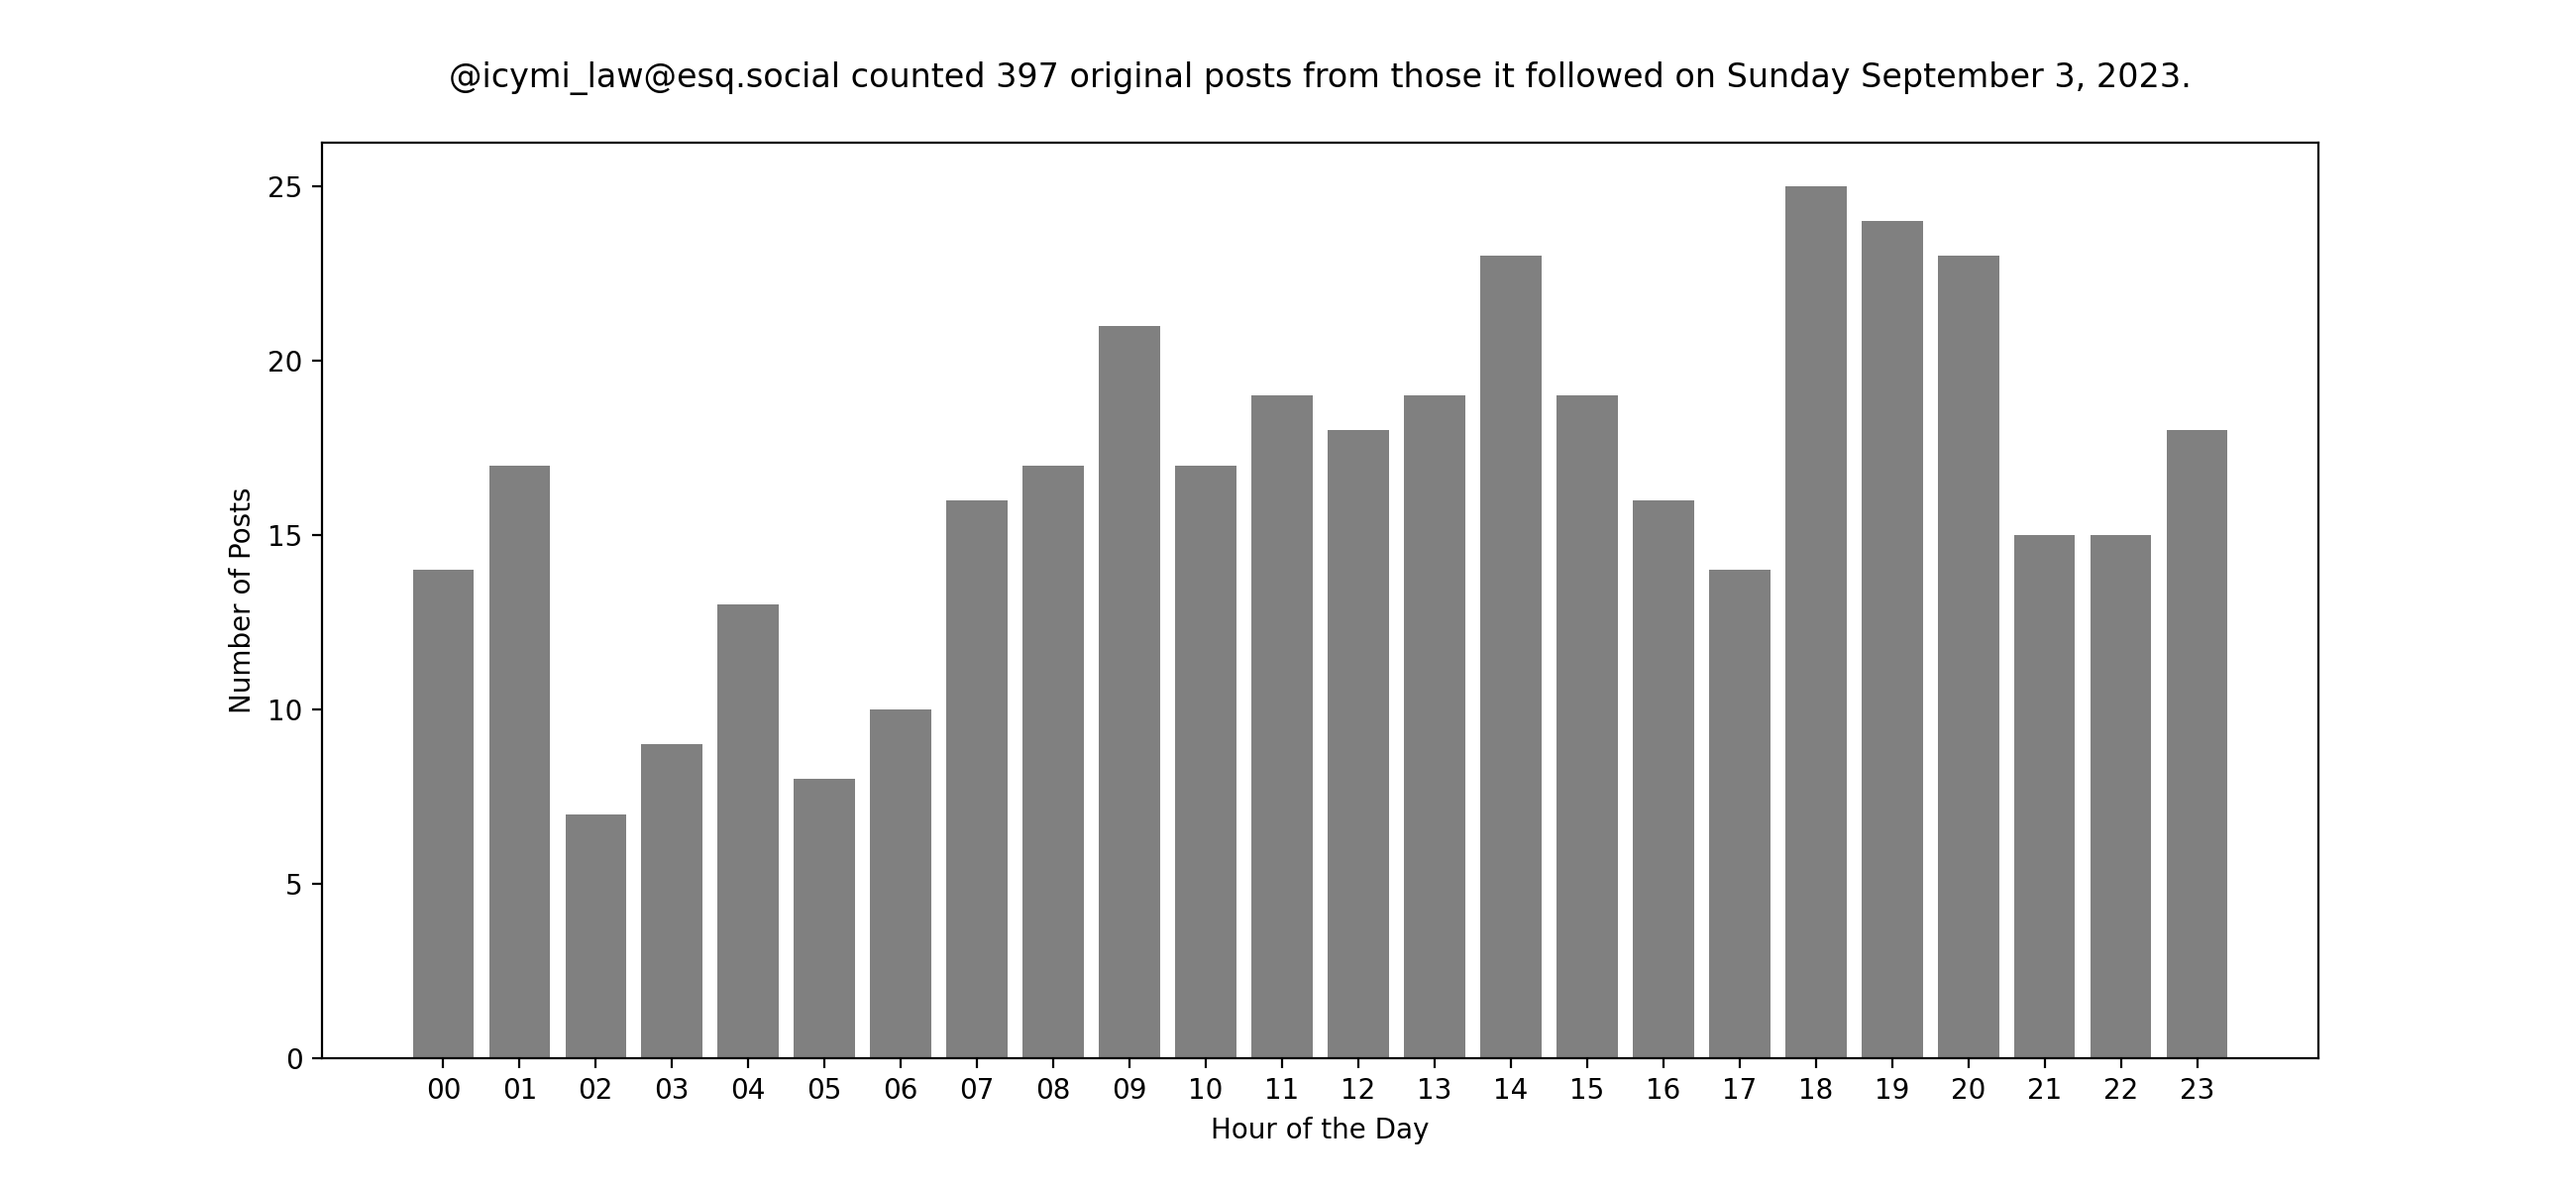 @icymi_law@esq.social counted 397 original posts from those it followed on Sunday September 3, 2023.
25
20
15
10
5
0
Number of Posts
00 01 02 03 04 05 06 07 08 09 10 11 12 13 14 15 16 17 18 19 20 21 22 23
Hour of the Day